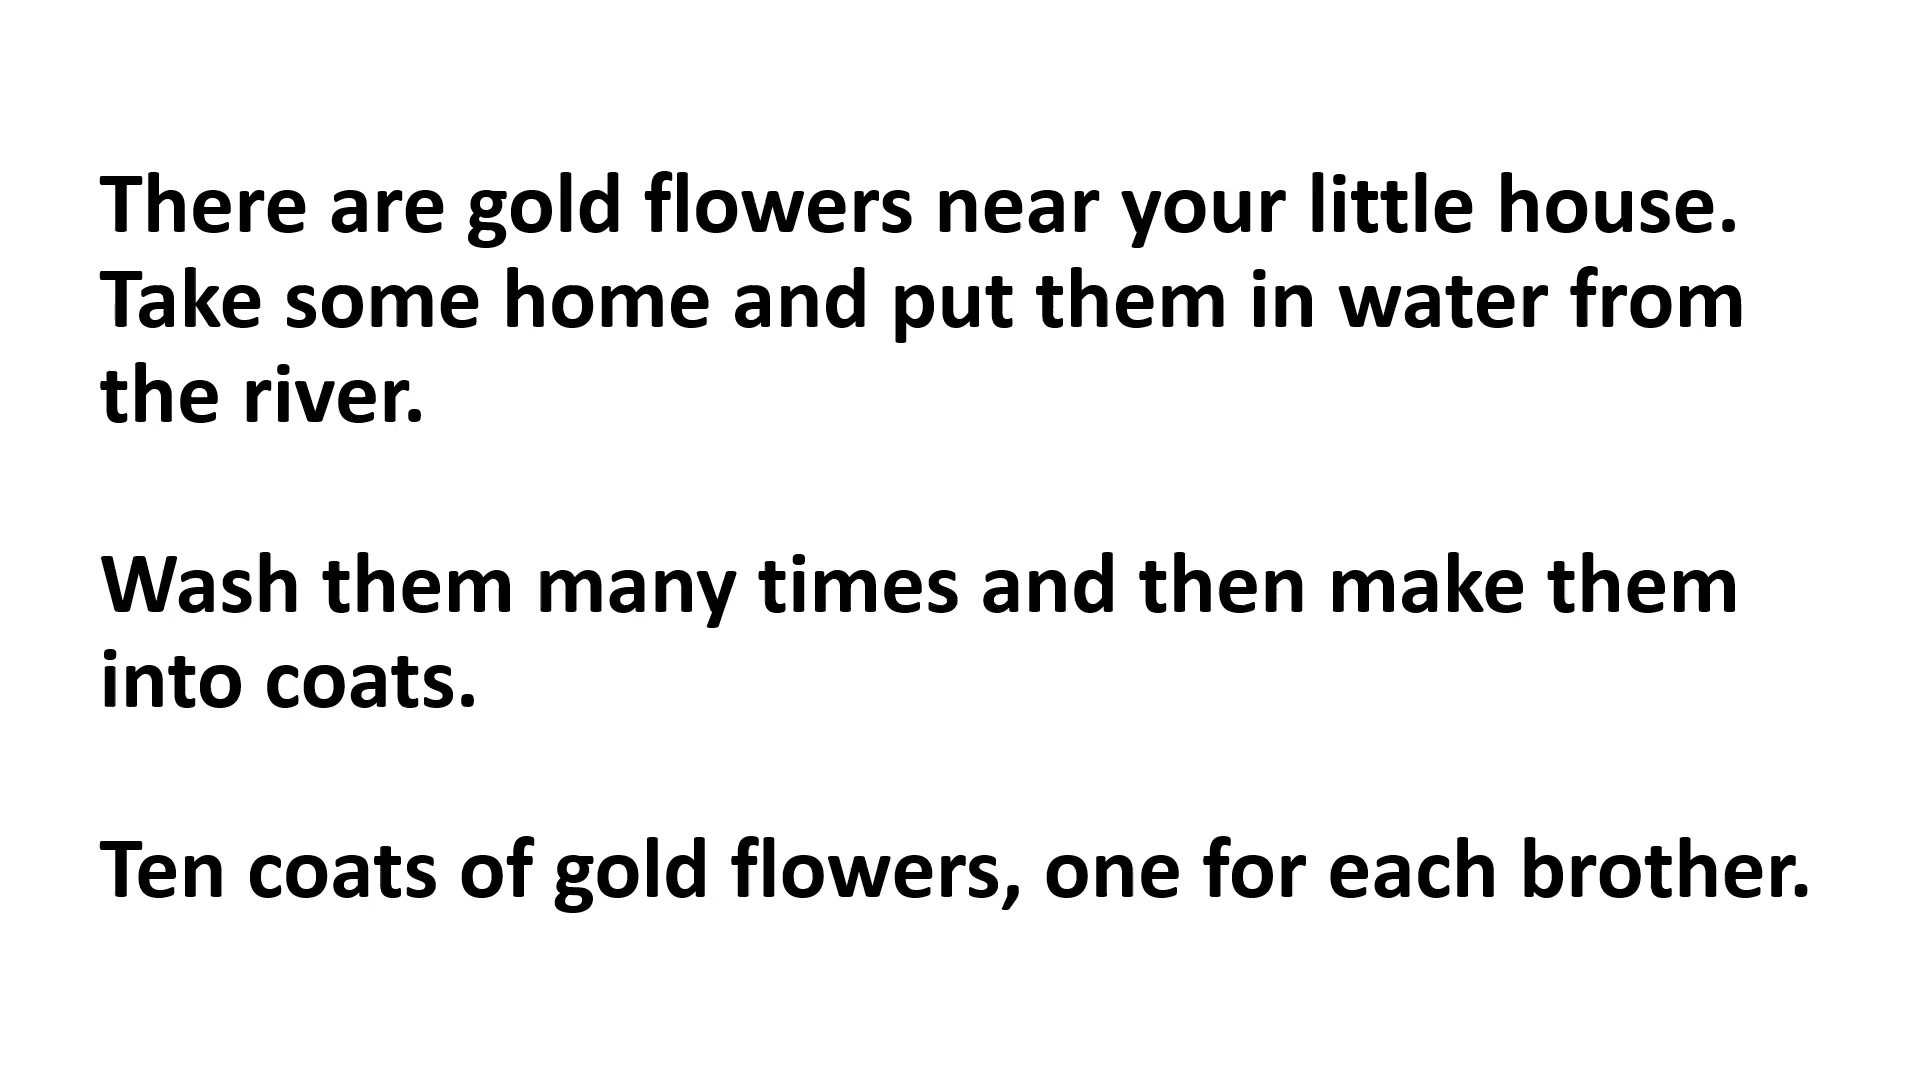 There are gold flowers near your little house.
Take some home and put them in water from
the river.
Wash them many times and then make them
into coats.
Ten coats of gold flowers, one for each brother.